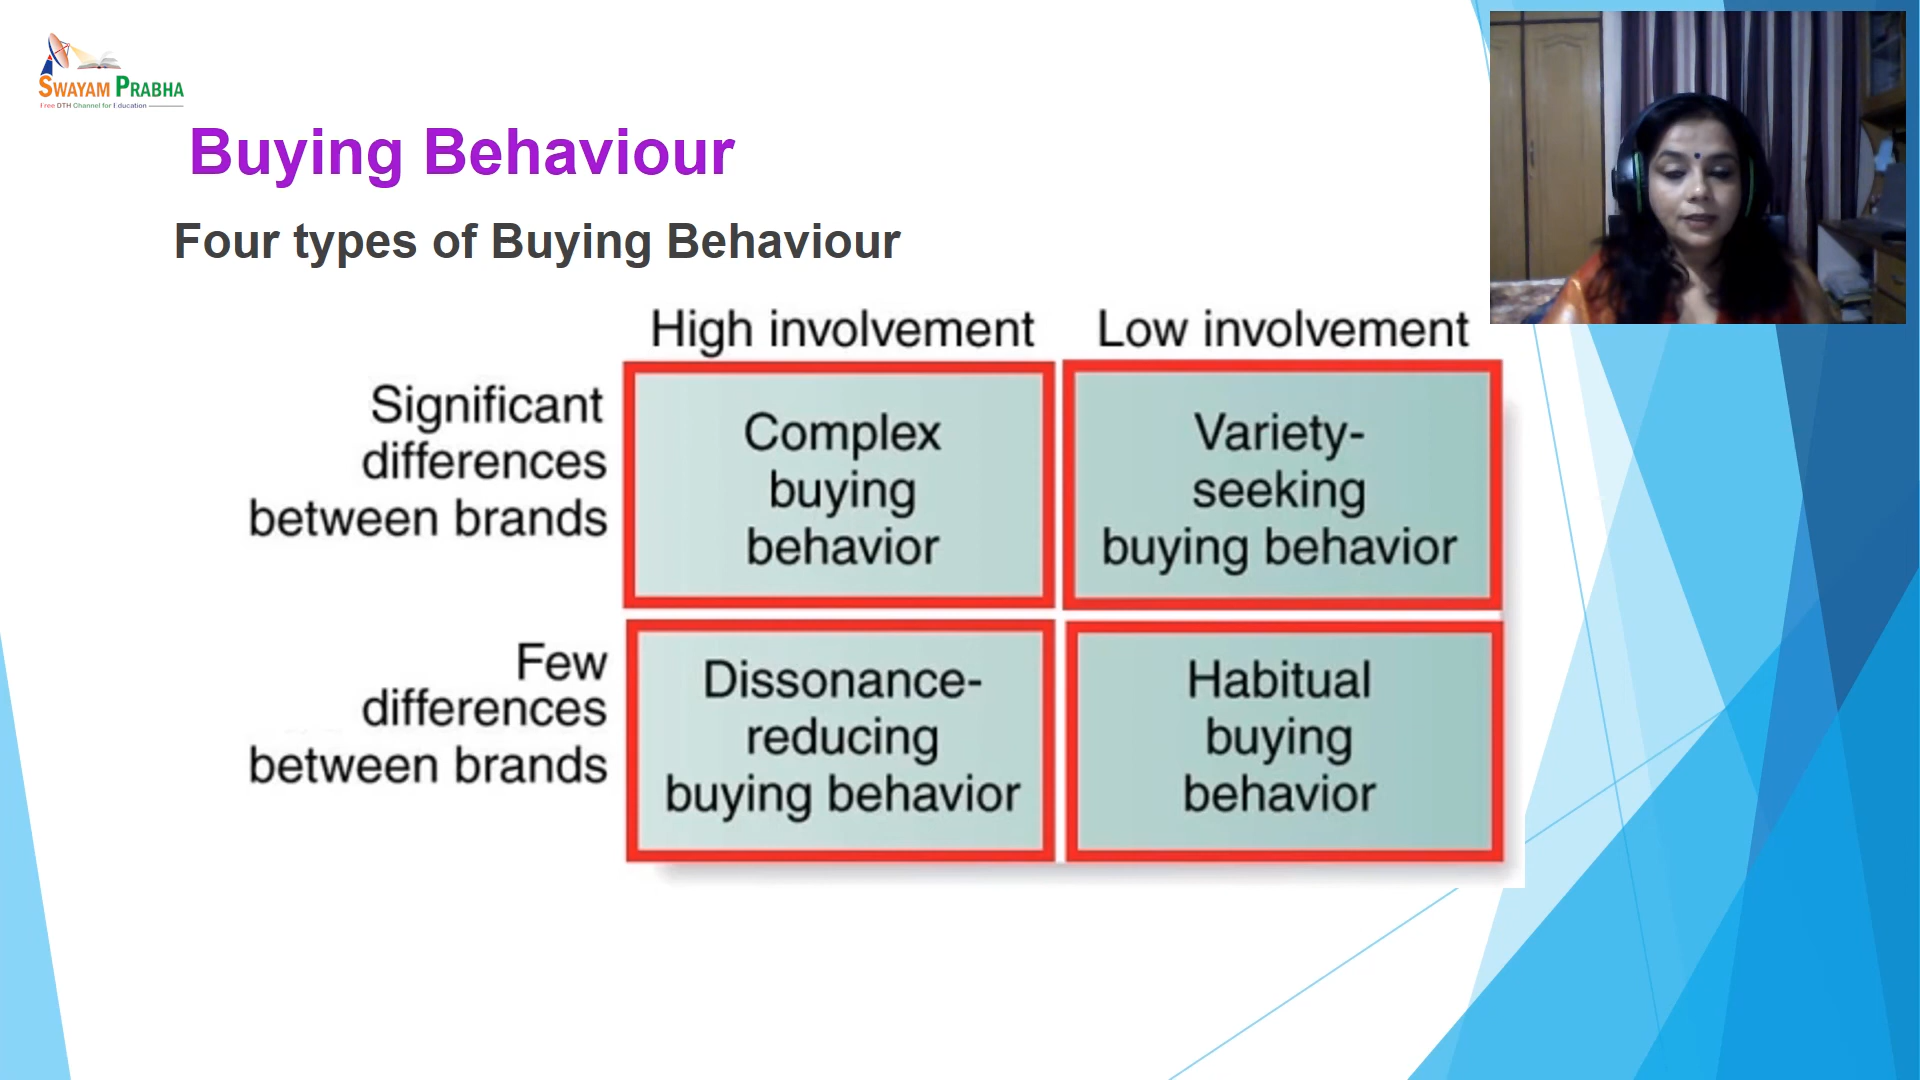 SWAYAM PRABHA
Free DTH Channel for Education
Buying Behaviour
Four types of Buying Behaviour
High involvement
Low involvement
Significant
differences
between brands
Complex
buying
behavior
Variety-
seeking
buying behavior
Few
differences
between brands
Dissonance-
reducing
buying behavior
Habitual
buying
behavior